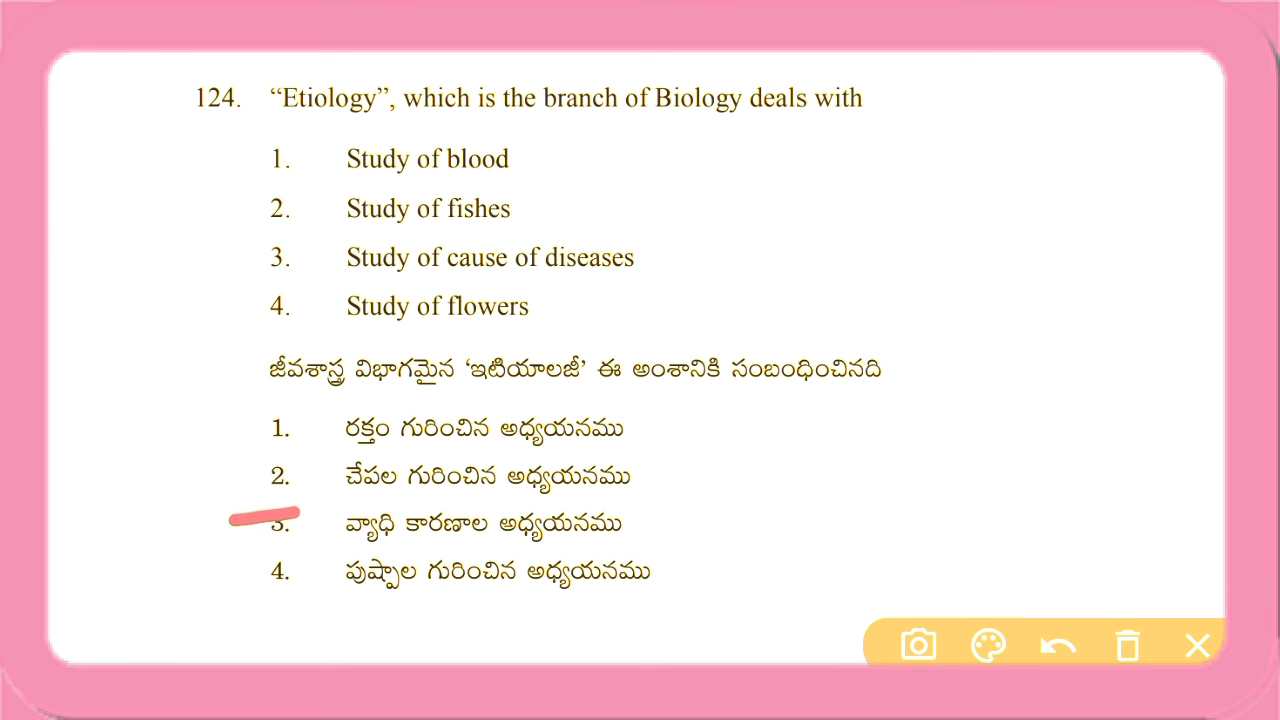 124. “Etiology”, which is the branch of Biology deals with
1. Study of blood
2. Study of fishes
3. Study of cause of diseases
4. Study of flowers
జీవశాస్త్ర విభాగమైన ‘ఇటియాలజీ’ ఈ అంశానికి సంబంధించినది
1. రక్తం గురించిన అధ్యయనము
2. చేపల గురించిన అధ్యయనము
3. వ్యాధి కారణాల అధ్యయనము
4. పుష్పాల గురించిన అధ్యయనము